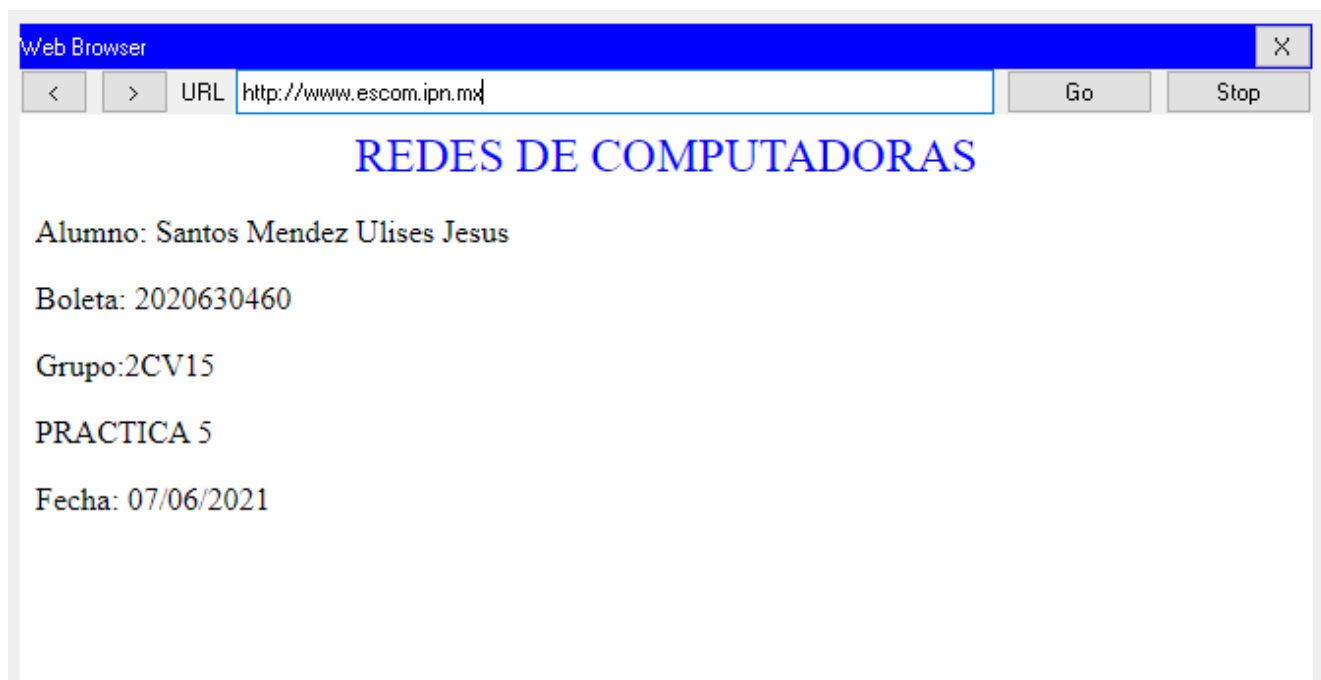 Web Browser X
< > URL http://www.escom.ipn.mx Go Stop
REDES DE COMPUTADORAS
Alumno: Santos Mendez Ulises Jesus
Boleta: 2020630460
Grupo:2CV15
PRACTICA 5
Fecha: 07/06/2021